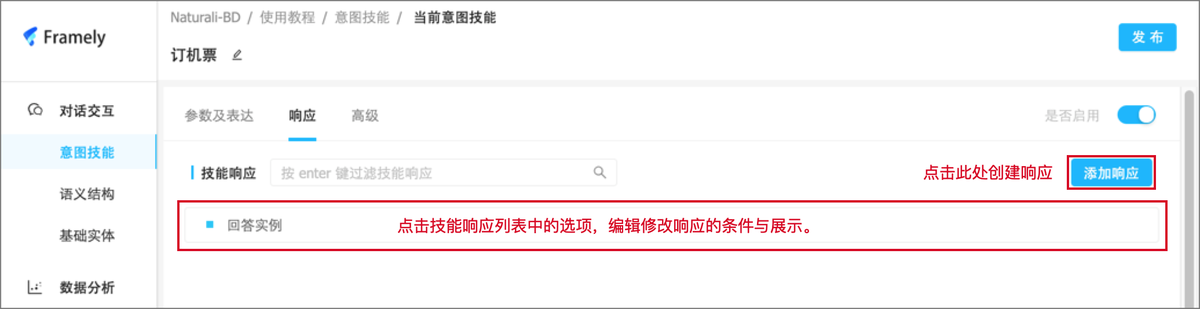 Framely
Naturali-BD / 使用教程 / 意图技能 / 当前意图技能
订机票
发 布
对话交互
意图技能
语义结构
基础实体
数据分析
参数及表达 响应 高级
是否启用
技能响应 按 enter 键过滤技能响应
点击此处创建响应 添加响应
回答实例 点击技能响应列表中的选项，编辑修改响应的条件与展示。